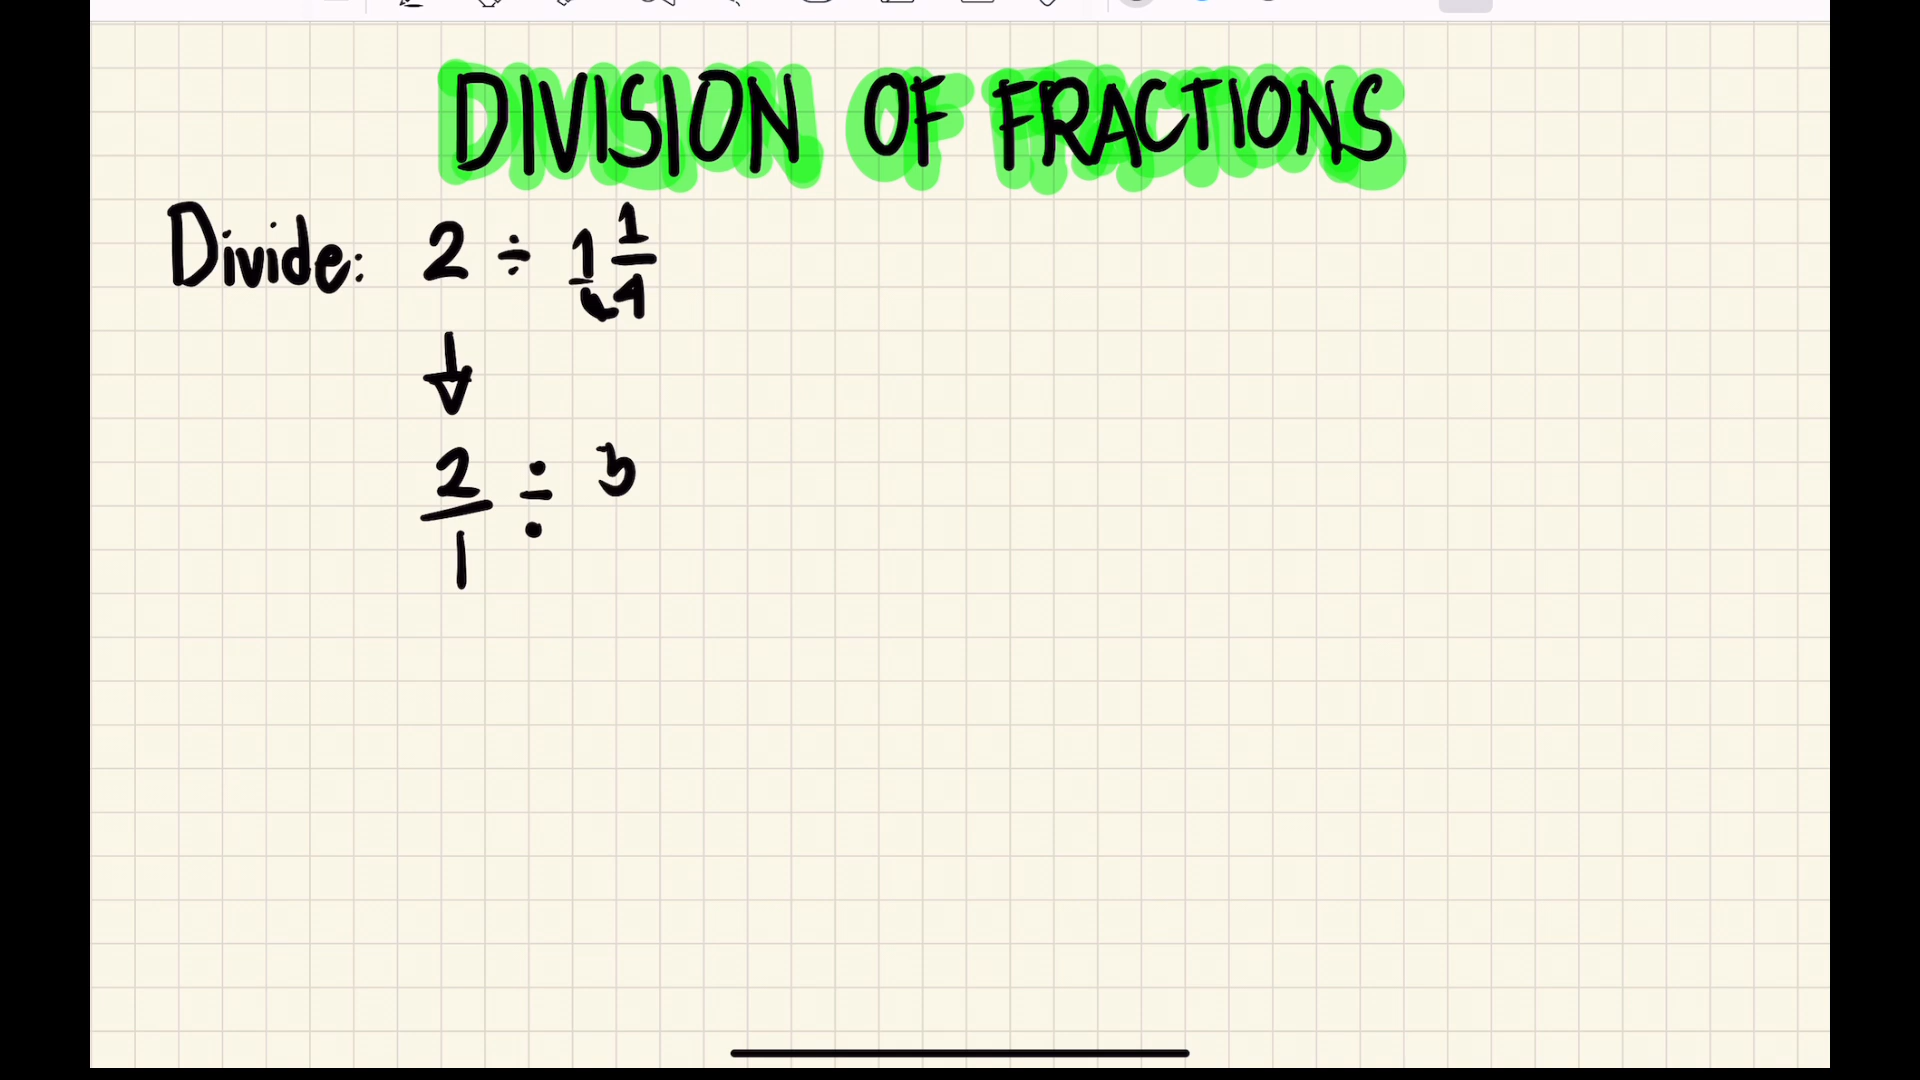 DIVISION OF FRACTIONS
Divide: 2 ÷ 1 1/4
2/1 ÷ 5